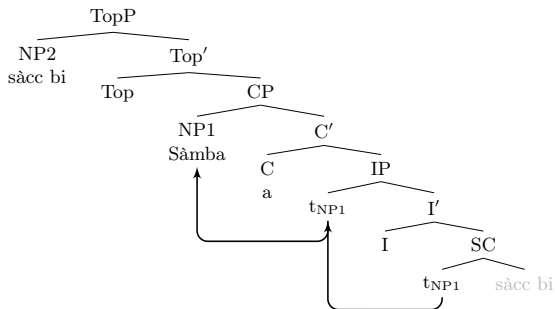 TopP
NP2 Top′
sàcc bi
Top CP
NP1 C′
Sàmba
C IP
a
tNP1 I′
I SC
tNP1 sàcc bi